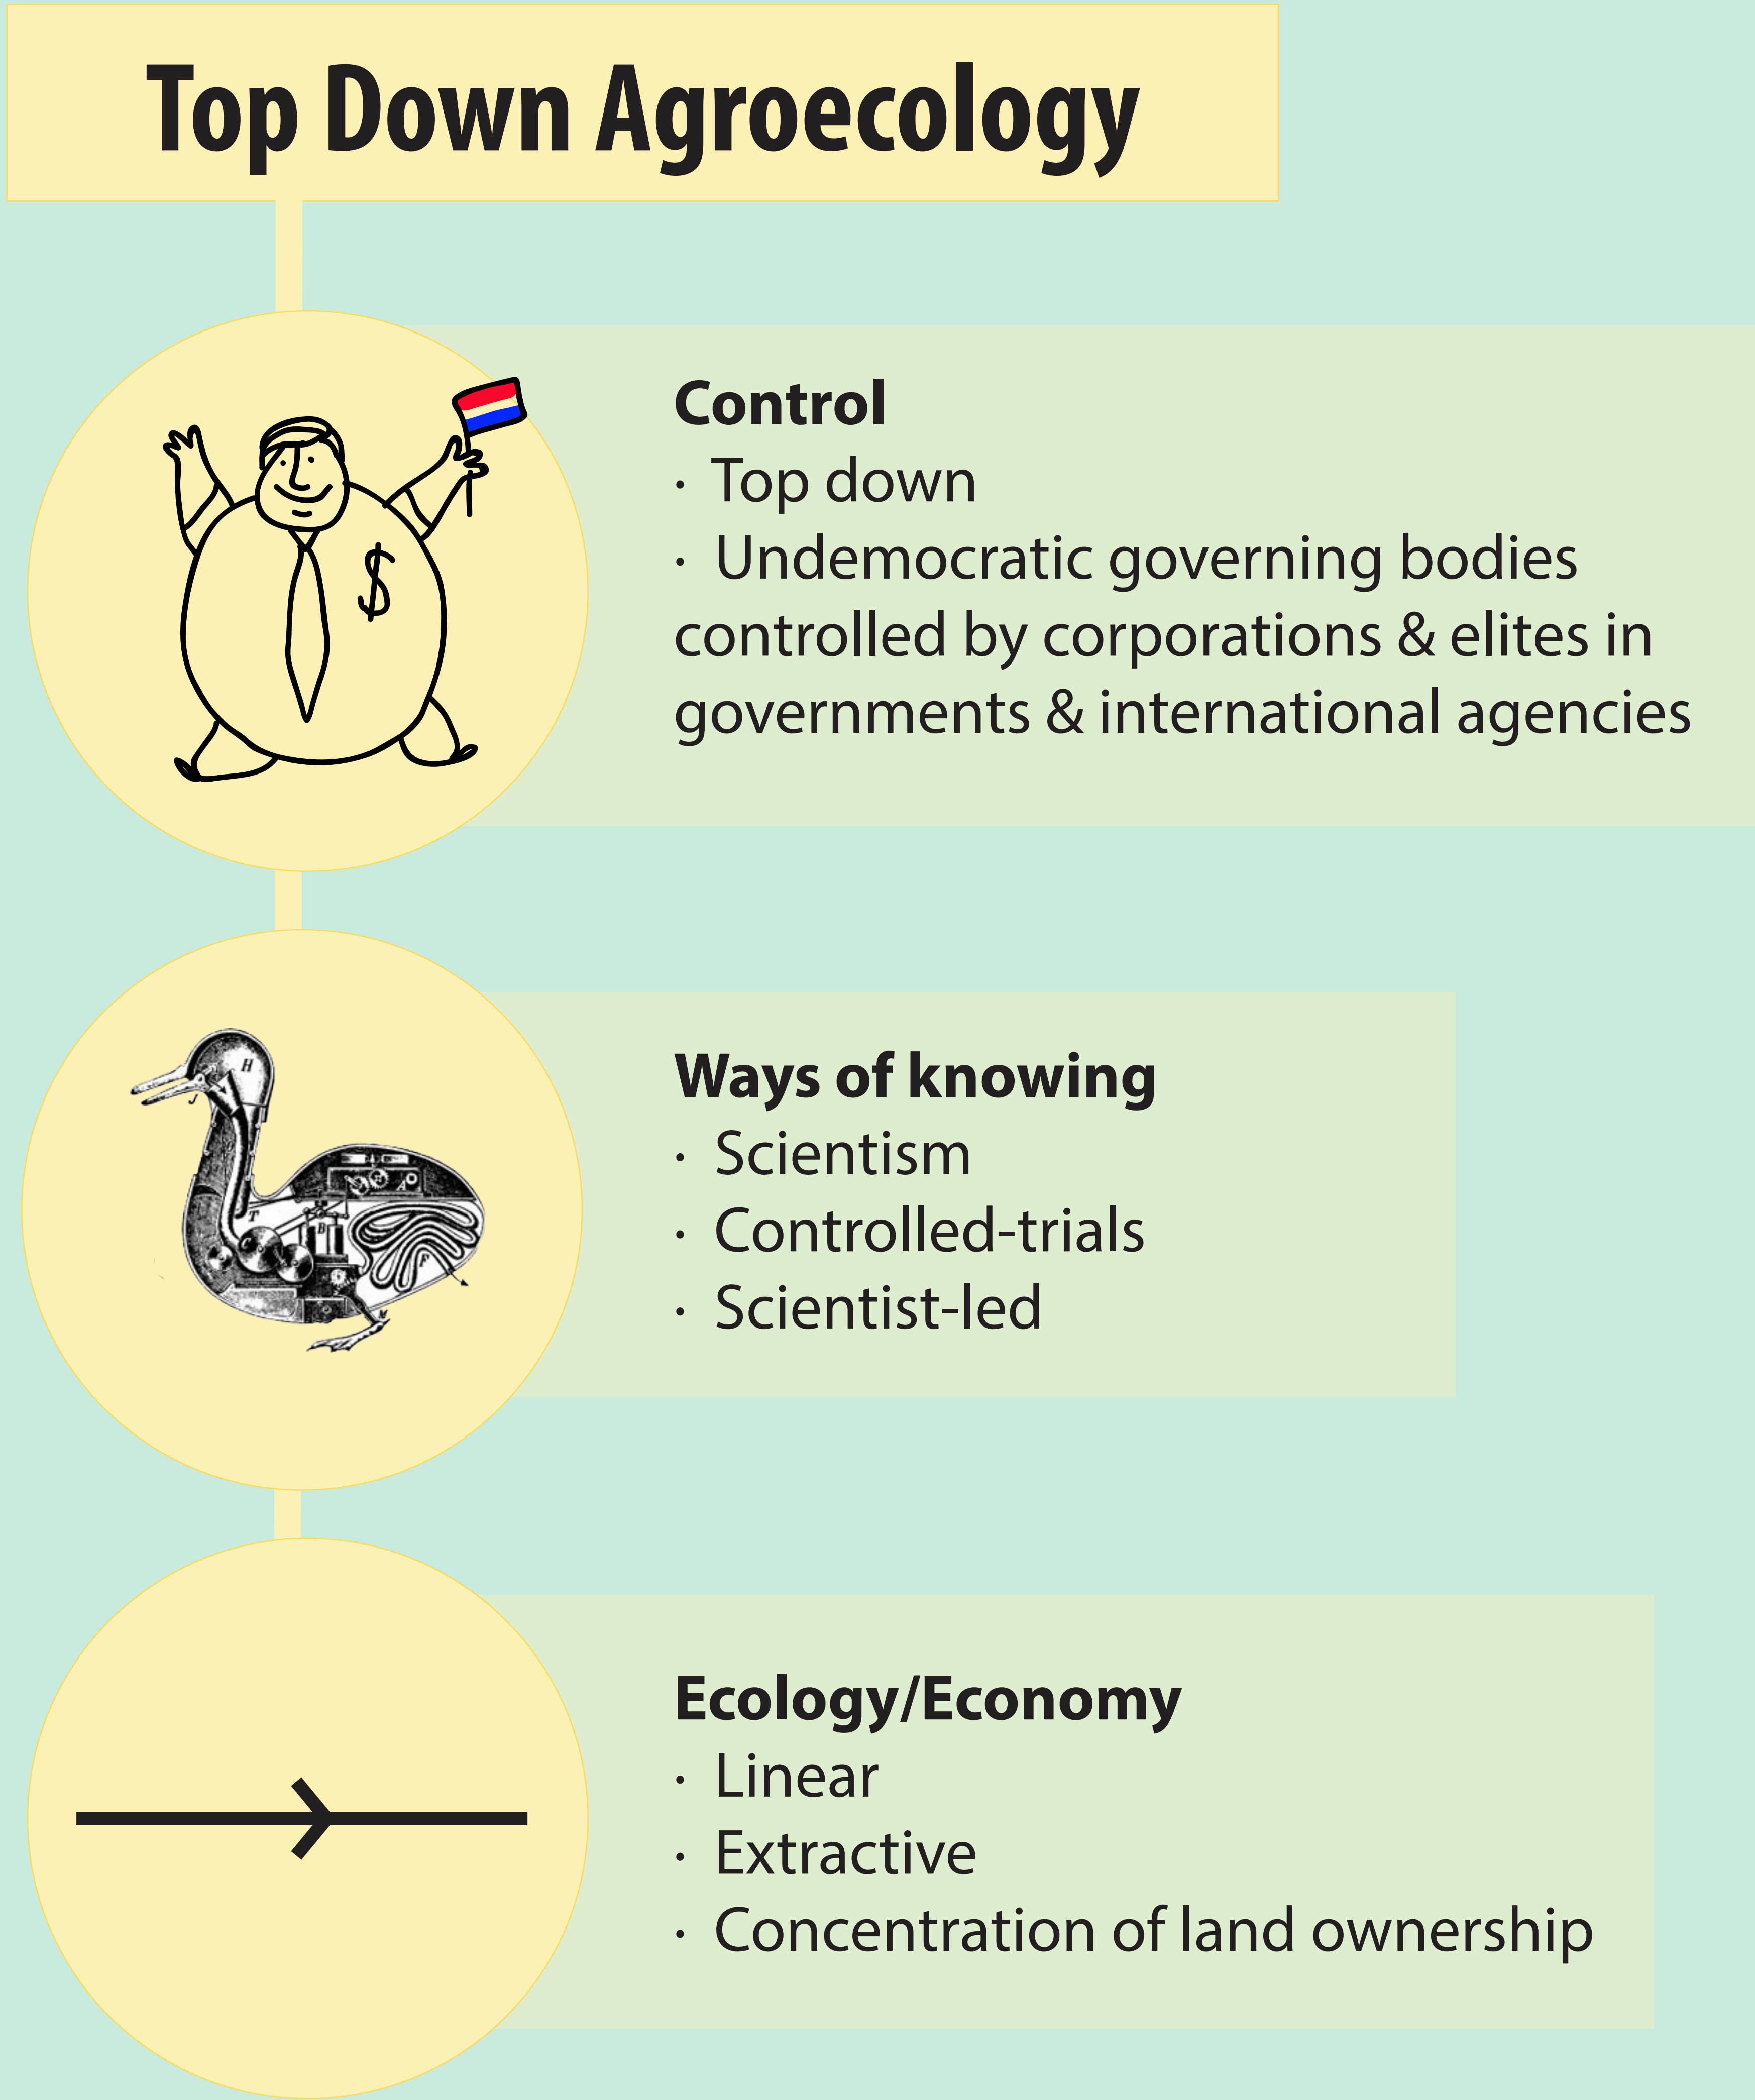 Top Down Agroecology
$
Control
· Top down
· Undemocratic governing bodies
controlled by corporations & elites in
governments & international agencies
H
J
A
T
B
C
F
M
Ways of knowing
· Scientism
· Controlled-trials
· Scientist-led
Ecology/Economy
· Linear
· Extractive
· Concentration of land ownership